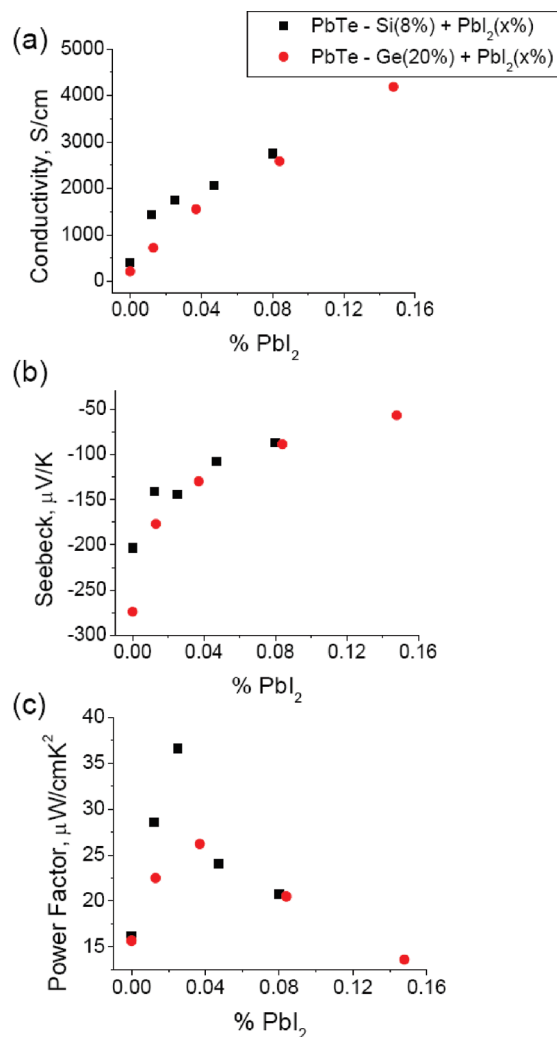 (a)
PbTe - Si(8%) + PbI₂(x%)
PbTe - Ge(20%) + PbI₂(x%)
5000
4000
3000
2000
1000
0
Conductivity, S/cm
0.00 0.04 0.08 0.12 0.16
% PbI₂
(b)
-50
-100
-150
-200
-250
-300
Seebeck, μV/K
0.00 0.04 0.08 0.12 0.16
% PbI₂
(c)
40
35
30
25
20
15
Power Factor, μW/cmK²
0.00 0.04 0.08 0.12 0.16
% PbI₂